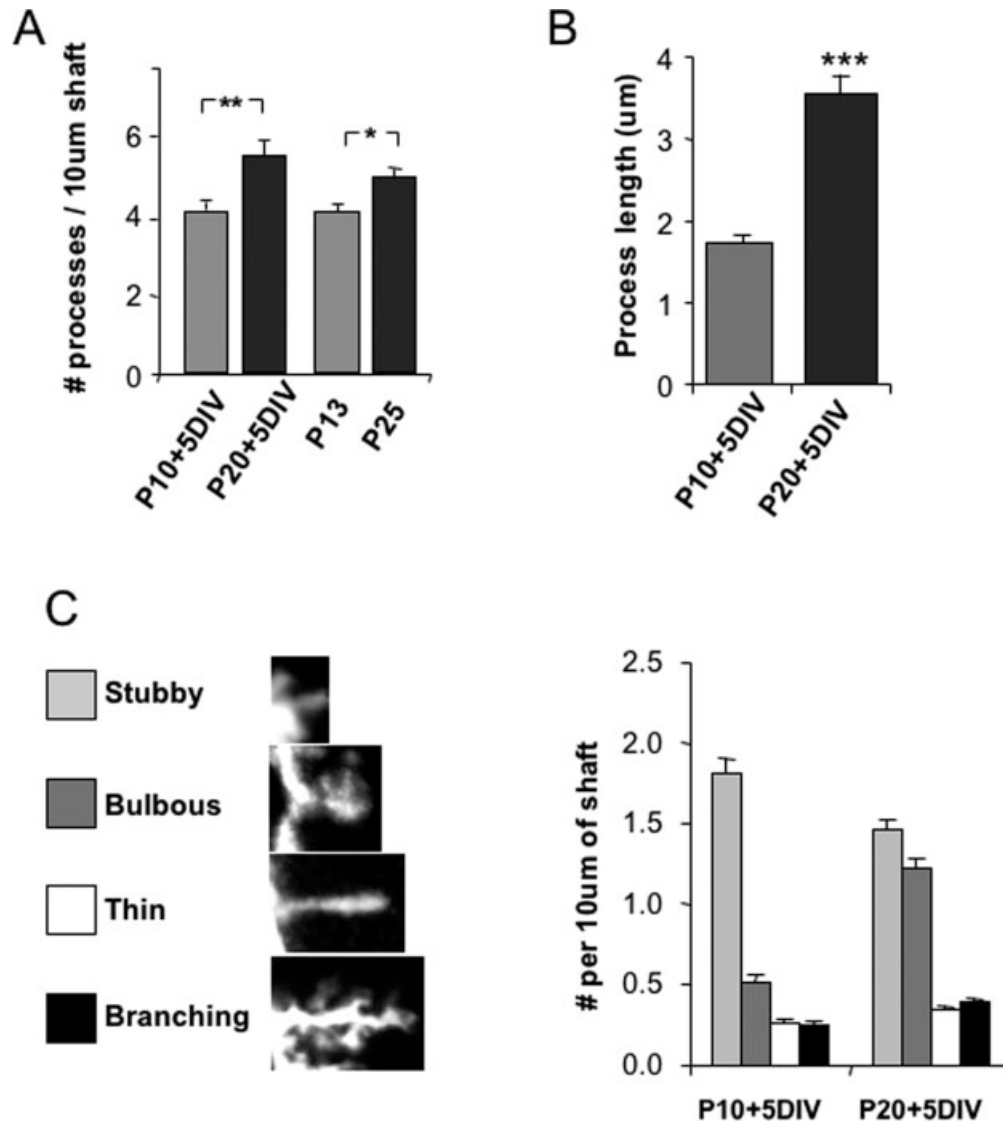 A
# processes / 10um shaft
6
4
2
0
**
*
P10+5DIV
P20+5DIV
P13
P25
B
Process length (um)
4
3
2
1
0
***
P10+5DIV
P20+5DIV
C
Stubby
Bulbous
Thin
Branching
# per 10um of shaft
2.5
2.0
1.5
1.0
0.5
0.0
P10+5DIV
P20+5DIV